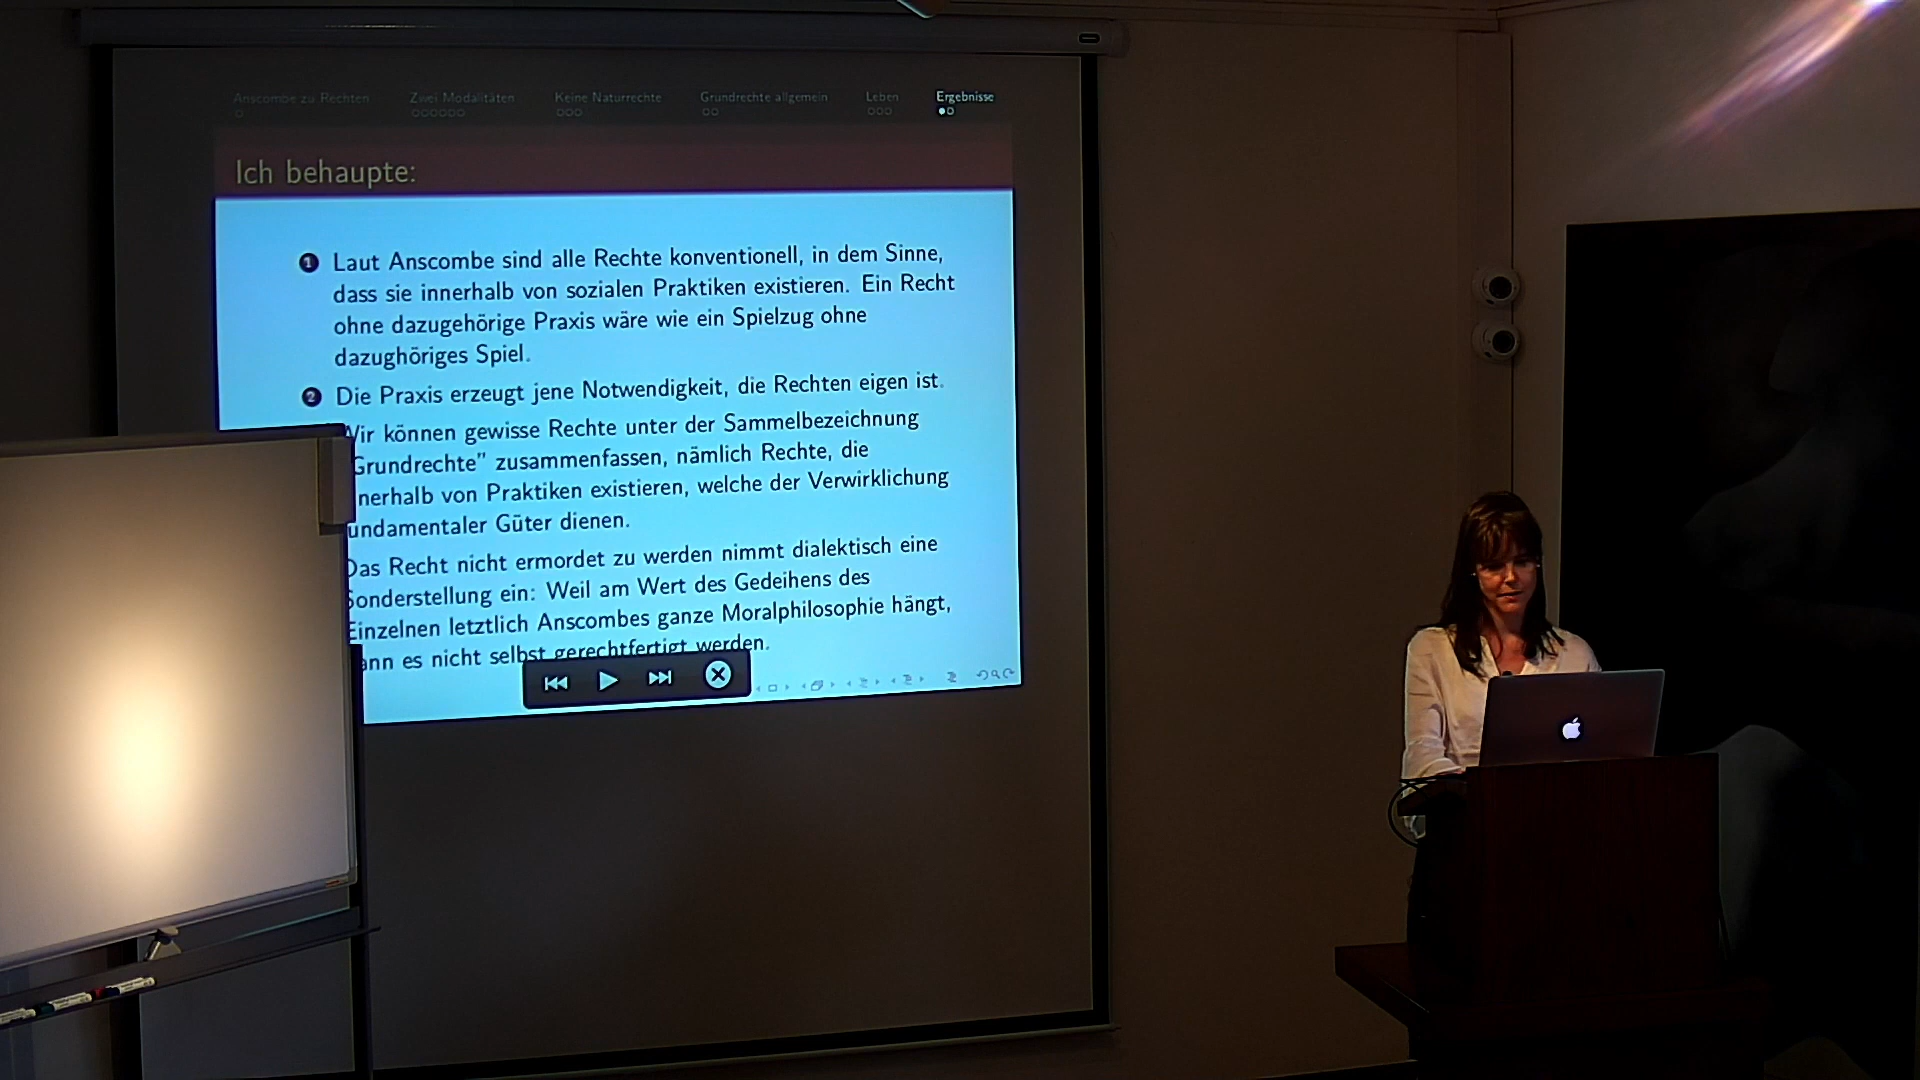 Anscombe zu Rechten Zwei Modalitäten Keine Naturrechte Grundrechte allgemein Leben Ergebnisse
Ich behaupte:
1 Laut Anscombe sind alle Rechte konventionell, in dem Sinne,
dass sie innerhalb von sozialen Praktiken existieren. Ein Recht
ohne dazugehörige Praxis wäre wie ein Spielzug ohne
dazughöriges Spiel.
2 Die Praxis erzeugt jene Notwendigkeit, die Rechten eigen ist.
Wir können gewisse Rechte unter der Sammelbezeichnung
Grundrechte" zusammenfassen, nämlich Rechte, die
nnerhalb von Praktiken existieren, welche der Verwirklichung
undamentaler Güter dienen.
Das Recht nicht ermordet zu werden nimmt dialektisch eine
Sonderstellung ein: Weil am Wert des Gedeihens des
Einzelnen letztlich Anscombes ganze Moralphilosophie hängt,
ann es nicht selbst gerechtfertigt werden.